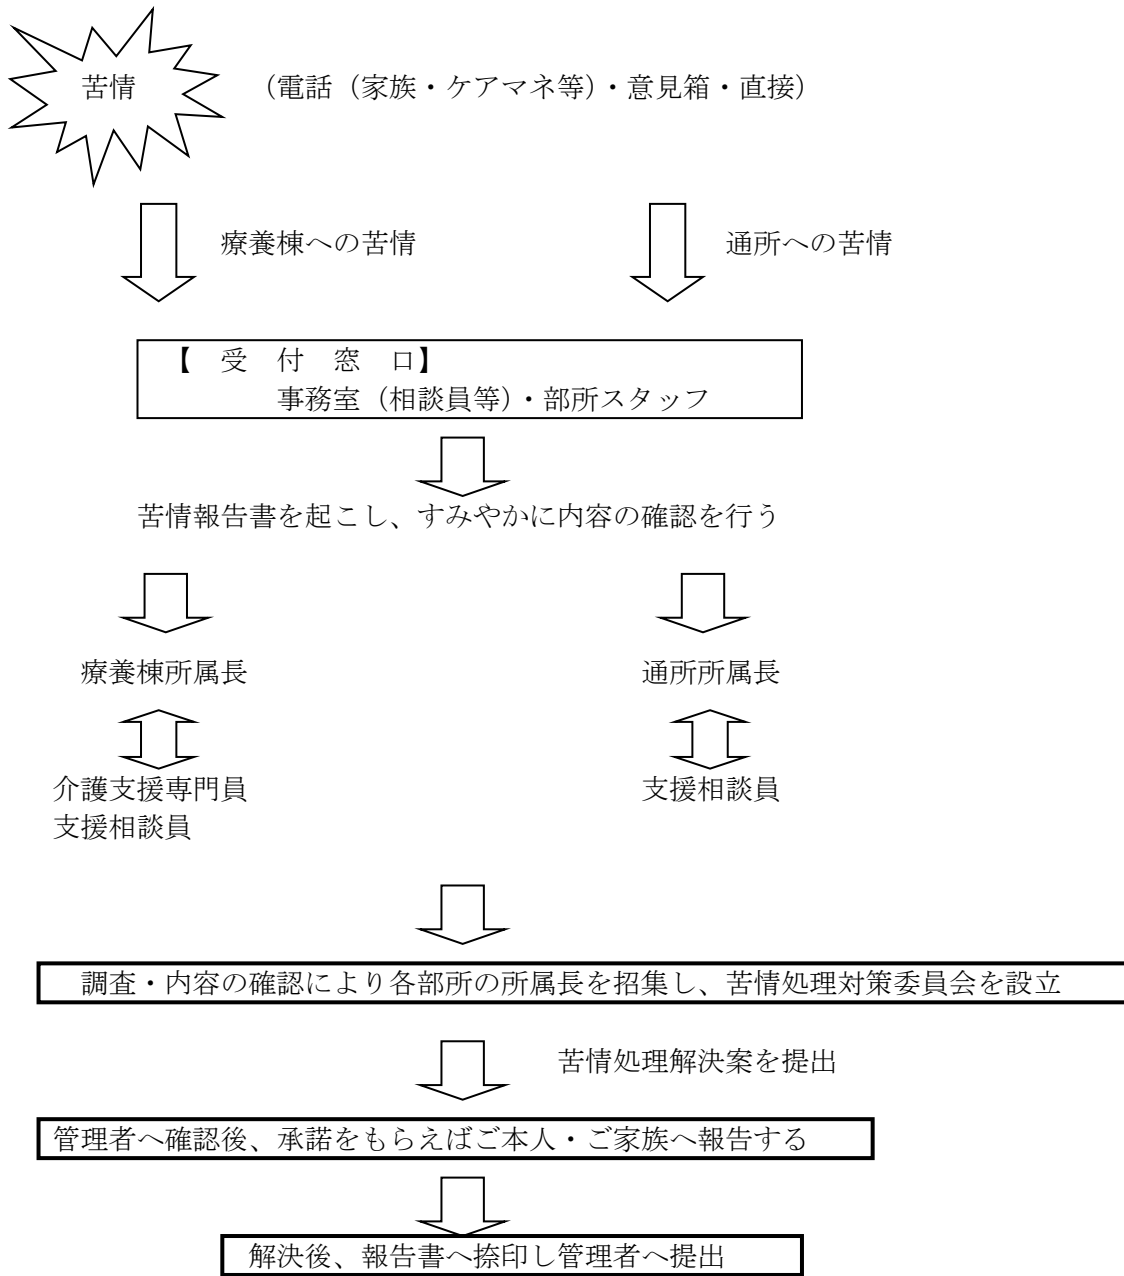 苦情
（電話（家族・ケアマネ等）・意見箱・直接）
療養棟への苦情
通所への苦情
【　受　付　窓　口】
事務室（相談員等）・部所スタッフ
苦情報告書を起こし、すみやかに内容の確認を行う
療養棟所属長
通所所属長
介護支援専門員
支援相談員
支援相談員
調査・内容の確認により各部所の所属長を招集し、苦情処理対策委員会を設立
苦情処理解決案を提出
管理者へ確認後、承諾をもらえばご本人・ご家族へ報告する
解決後、報告書へ捺印し管理者へ提出